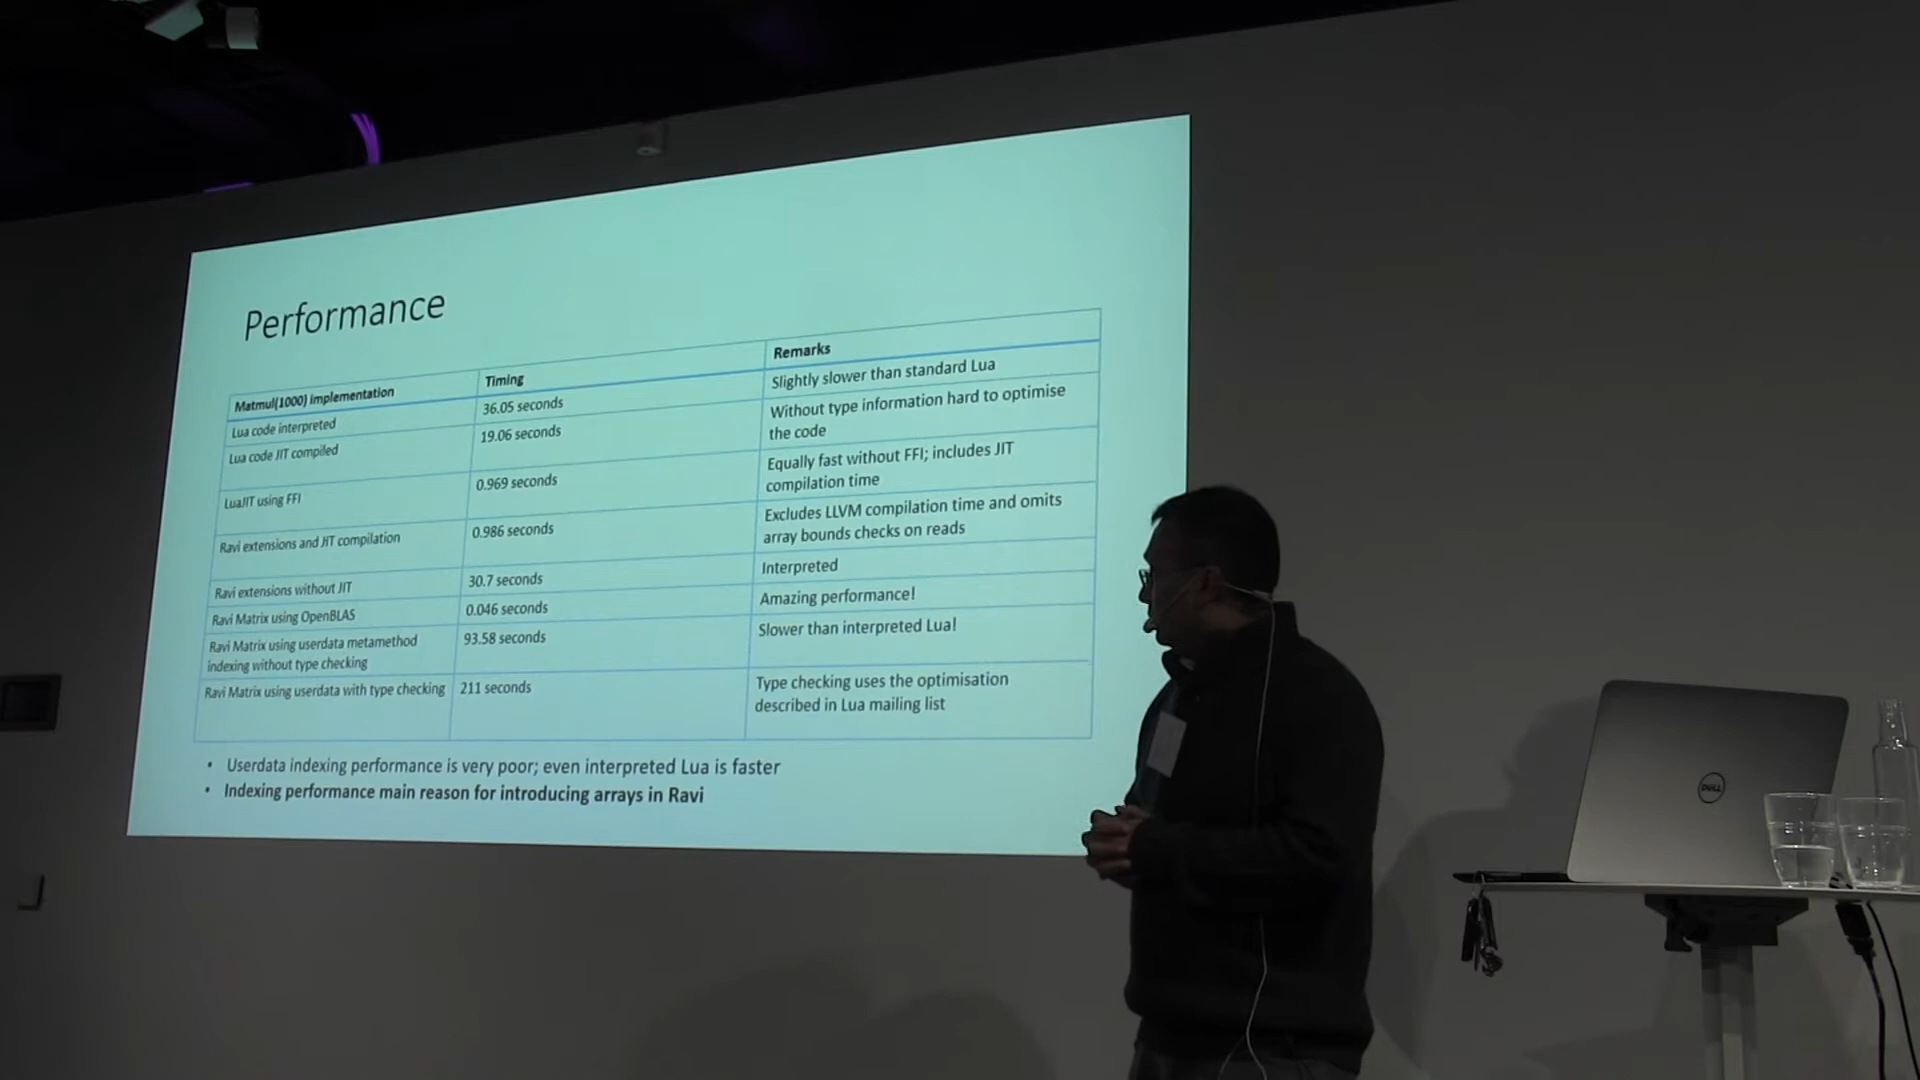 Performance
Matmul(1000) Implementation
Timing
Remarks
Lua code interpreted
36.05 seconds
Slightly slower than standard Lua
Lua code JIT compiled
19.06 seconds
Without type information hard to optimise
the code
LuaJIT using FFI
0.969 seconds
Equally fast without FFI; includes JIT
compilation time
Ravi extensions and JIT compilation
0.986 seconds
Excludes LLVM compilation time and omits
array bounds checks on reads
Ravi extensions without JIT
30.7 seconds
Interpreted
Ravi Matrix using OpenBLAS
0.046 seconds
Amazing performance!
Ravi Matrix using userdata metamethod
indexing without type checking
93.58 seconds
Slower than interpreted Lua!
Ravi Matrix using userdata with type checking
211 seconds
Type checking uses the optimisation
described in Lua mailing list
• Userdata indexing performance is very poor; even interpreted Lua is faster
• Indexing performance main reason for introducing arrays in Ravi
DELL